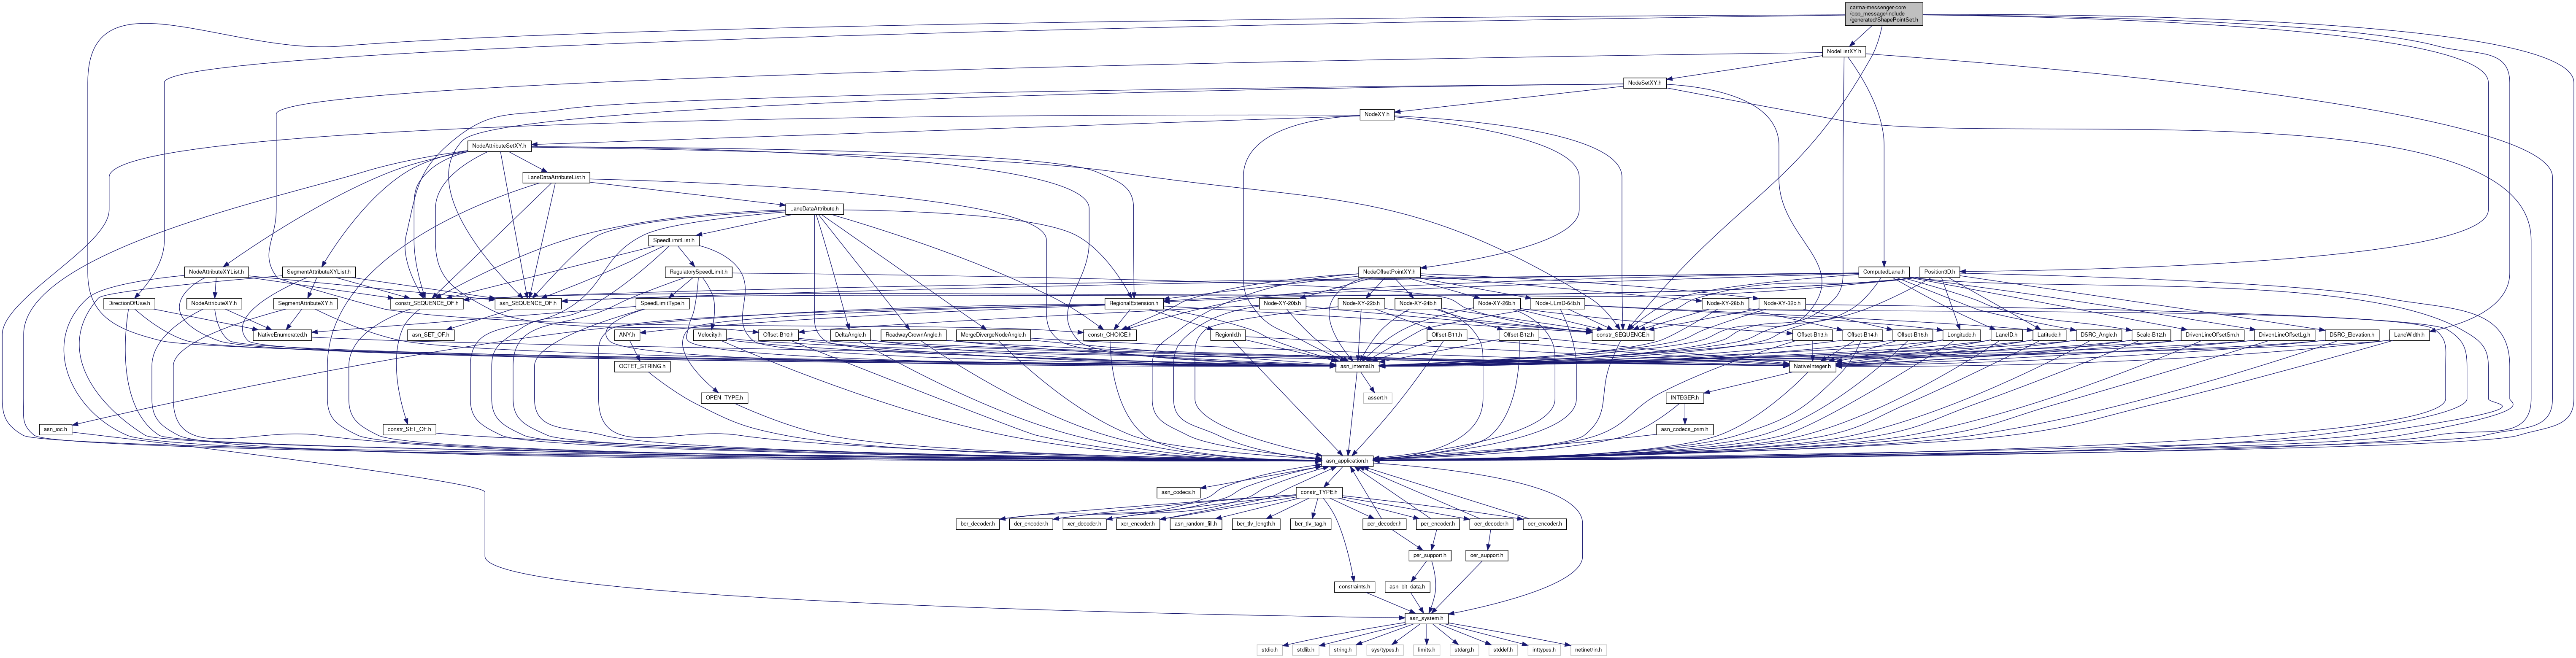 carma-messenger-core
/cpp_message/include
/generated/ShapePointSet.h
NodeListXY.h
NodeSetXY.h
NodeXY.h
NodeAttributeSetXY.h
LaneDataAttributeList.h
LaneDataAttribute.h
SpeedLimitList.h
NodeAttributeXYList.h
SegmentAttributeXYList.h
RegulatorySpeedLimit.h
NodeOffsetPointXY.h
ComputedLane.h
Position3D.h
DirectionOfUse.h
NodeAttributeXY.h
SegmentAttributeXY.h
constr_SEQUENCE_OF.h
asn_SEQUENCE_OF.h
SpeedLimitType.h
RegionalExtension.h
Node-XY-20b.h
Node-XY-22b.h
Node-XY-24b.h
Node-XY-26b.h
Node-LLmD-64b.h
Node-XY-28b.h
Node-XY-32b.h
NativeEnumerated.h
asn_SET_OF.h
ANY.h
Velocity.h
Offset-B10.h
DeltaAngle.h
RoadwayCrownAngle.h
MergeDivergeNodeAngle.h
constr_CHOICE.h
RegionId.h
Offset-B11.h
Offset-B12.h
constr_SEQUENCE.h
Offset-B13.h
Offset-B14.h
Offset-B16.h
Longitude.h
LaneID.h
Latitude.h
DSRC_Angle.h
Scale-B12.h
DrivenLineOffsetSm.h
DrivenLineOffsetLg.h
DSRC_Elevation.h
LaneWidth.h
OCTET_STRING.h
asn_internal.h
NativeInteger.h
OPEN_TYPE.h
assert.h
INTEGER.h
asn_ioc.h
constr_SET_OF.h
asn_codecs_prim.h
asn_application.h
asn_codecs.h
constr_TYPE.h
ber_decoder.h
der_encoder.h
xer_decoder.h
xer_encoder.h
asn_random_fill.h
ber_tlv_length.h
ber_tlv_tag.h
per_decoder.h
per_encoder.h
oer_decoder.h
oer_encoder.h
per_support.h
oer_support.h
constraints.h
asn_bit_data.h
asn_system.h
stdio.h
stdlib.h
string.h
sys/types.h
limits.h
stdarg.h
stddef.h
inttypes.h
netinet/in.h